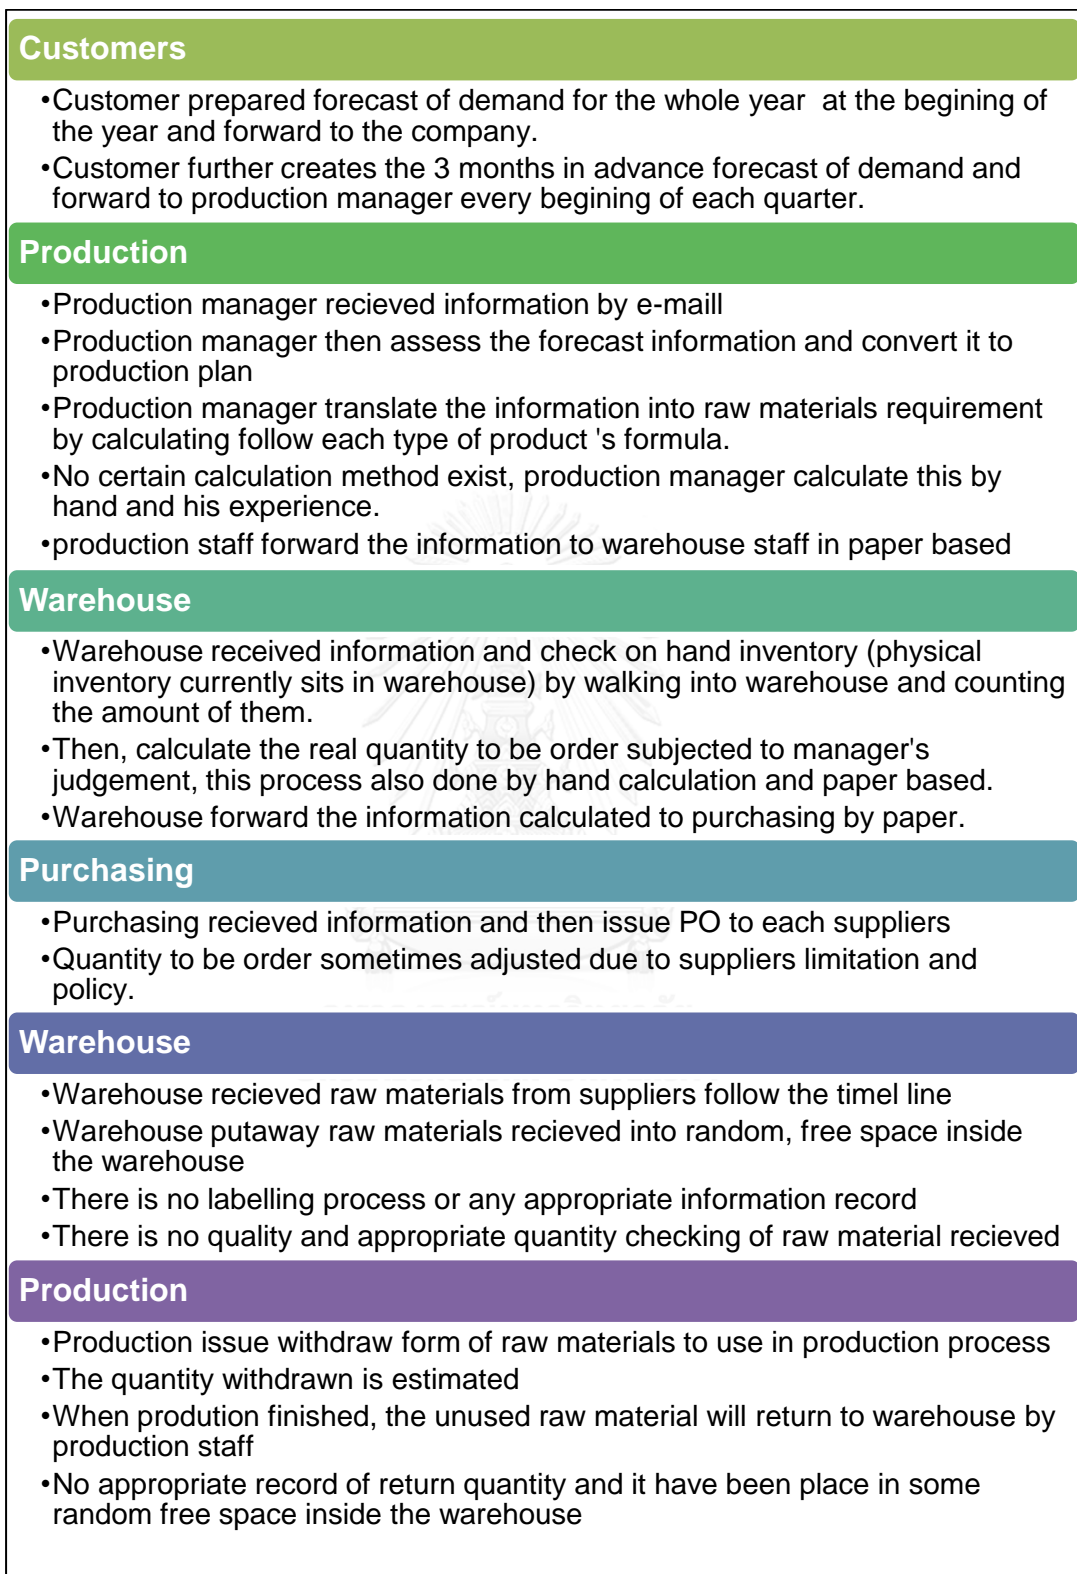 Customers
•Customer prepared forecast of demand for the whole year  at the begining of
the year and forward to the company.
•Customer further creates the 3 months in advance forecast of demand and
forward to production manager every begining of each quarter.
Production
•Production manager recieved information by e-maill
•Production manager then assess the forecast information and convert it to
production plan
•Production manager translate the information into raw materials requirement
by calculating follow each type of product 's formula.
•No certain calculation method exist, production manager calculate this by
hand and his experience.
•production staff forward the information to warehouse staff in paper based
Warehouse
•Warehouse received information and check on hand inventory (physical
inventory currently sits in warehouse) by walking into warehouse and counting
the amount of them.
•Then, calculate the real quantity to be order subjected to manager's
judgement, this process also done by hand calculation and paper based.
•Warehouse forward the information calculated to purchasing by paper.
Purchasing
•Purchasing recieved information and then issue PO to each suppliers
•Quantity to be order sometimes adjusted due to suppliers limitation and
policy.
Warehouse
•Warehouse recieved raw materials from suppliers follow the timel line
•Warehouse putaway raw materials recieved into random, free space inside
the warehouse
•There is no labelling process or any appropriate information record
•There is no quality and appropriate quantity checking of raw material recieved
Production
•Production issue withdraw form of raw materials to use in production process
•The quantity withdrawn is estimated
•When prodution finished, the unused raw material will return to warehouse by
production staff
•No appropriate record of return quantity and it have been place in some
random free space inside the warehouse